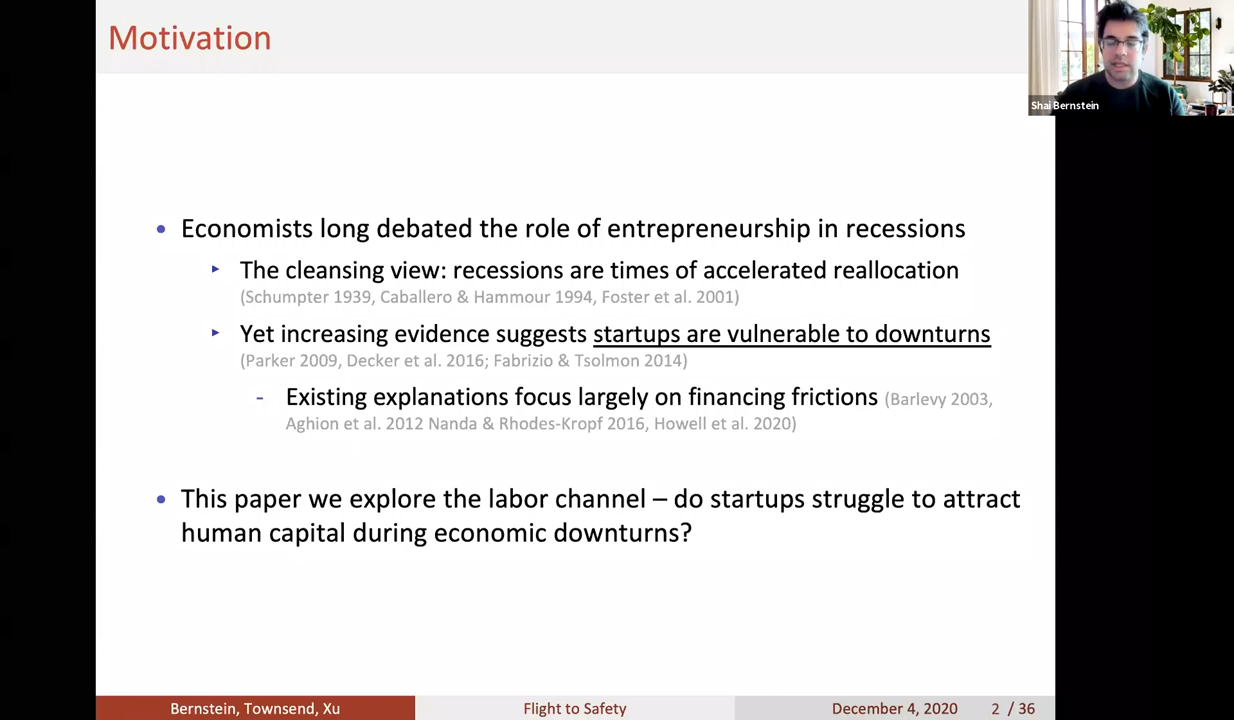 Motivation
Shai Bernstein
• Economists long debated the role of entrepreneurship in recessions
▸ The cleansing view: recessions are times of accelerated reallocation
(Schumpter 1939, Caballero & Hammour 1994, Foster et al. 2001)
▸ Yet increasing evidence suggests startups are vulnerable to downturns
(Parker 2009, Decker et al. 2016; Fabrizio & Tsolmon 2014)
- Existing explanations focus largely on financing frictions (Barlevy 2003,
Aghion et al. 2012 Nanda & Rhodes-Kropf 2016, Howell et al. 2020)
• This paper we explore the labor channel – do startups struggle to attract
human capital during economic downturns?
Bernstein, Townsend, Xu Flight to Safety December 4, 2020 2 / 36